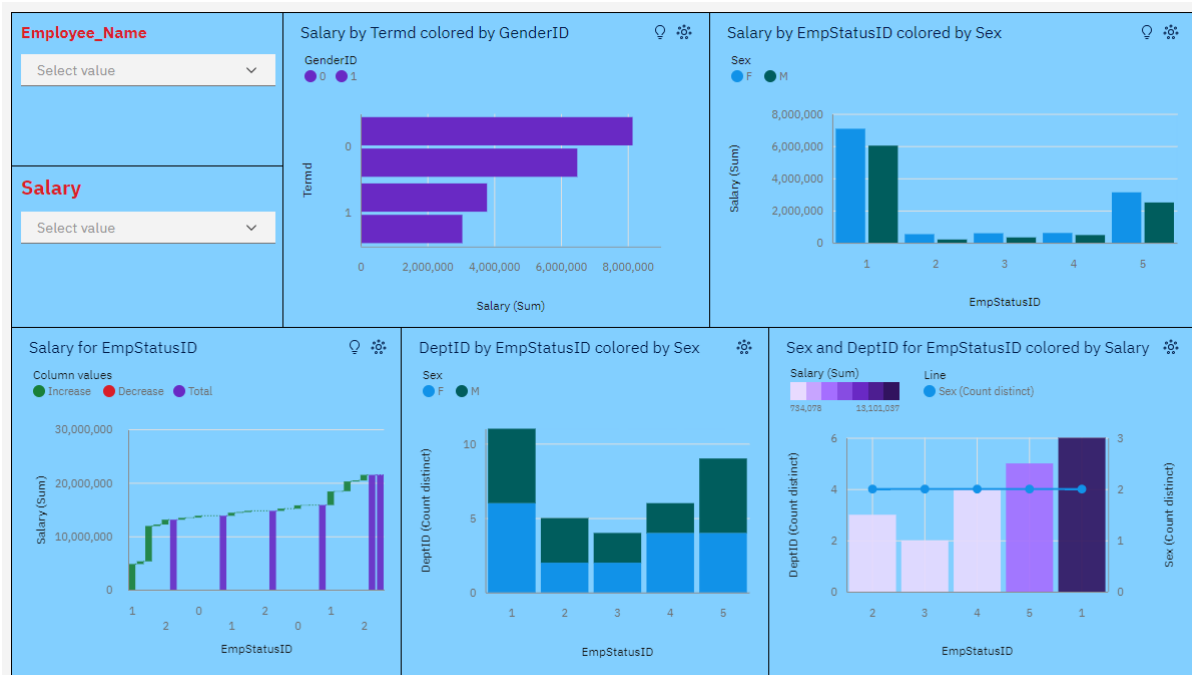 Employee_Name
Select value
Salary
Select value
Salary by Termd colored by GenderID
GenderID
0 1
Termd
0
1
0 2,000,000 4,000,000 6,000,000 8,000,000
Salary (Sum)
Salary by EmpStatusID colored by Sex
Sex
F M
Salary (Sum)
8,000,000
6,000,000
4,000,000
2,000,000
0
1 2 3 4 5
EmpStatusID
Salary for EmpStatusID
Column values
Increase Decrease Total
Salary (Sum)
30,000,000
20,000,000
10,000,000
0
1 0 2 1
2 1 0 2
EmpStatusID
DeptID by EmpStatusID colored by Sex
Sex
F M
DeptID (Count distinct)
10
5
0
1 2 3 4 5
EmpStatusID
Sex and DeptID for EmpStatusID colored by Salary
Salary (Sum) Line
Sex (Count distinct)
734,078 13,101,097
DeptID (Count distinct)
6 3
4 2
2 1
0 0
Sex (Count distinct)
2 3 4 5 1
EmpStatusID